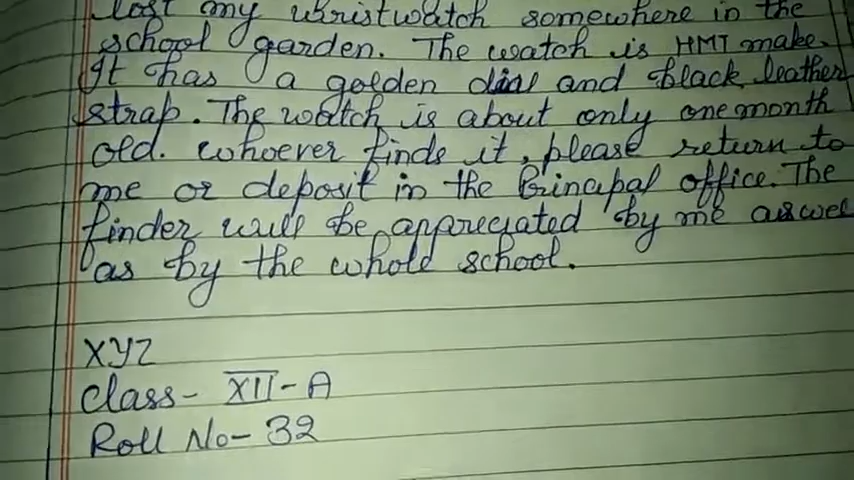 lost my wristwatch somewhere in the
school garden. The watch is HMT make.
It has a golden dial and black leather
strap. The watch is about only one month
old. whoever finds it, please return to
me or deposit in the Principal office. The
finder will be appreciated by me as wel
as by the whole school.
XYZ
Class- XII-A
Roll No- 32